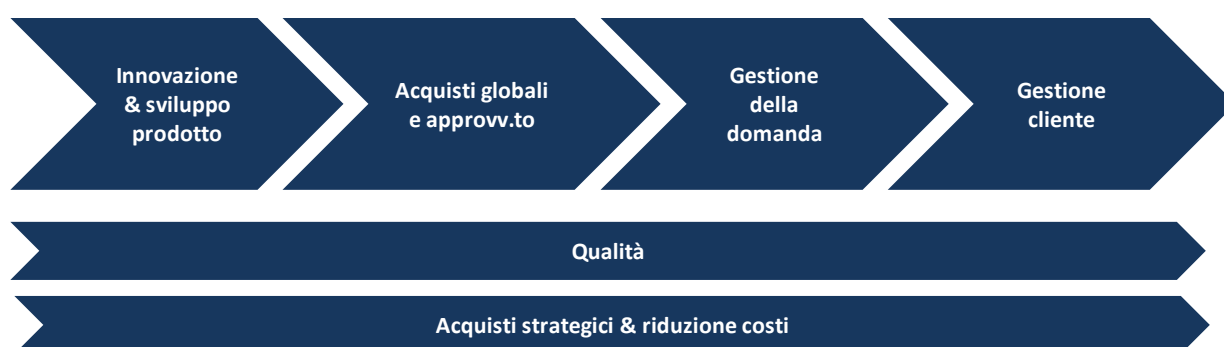 Innovazione
& sviluppo
prodotto
Acquisti globali
e approvv.to
Gestione
della
domanda
Gestione
cliente
Qualità
Acquisti strategici & riduzione costi